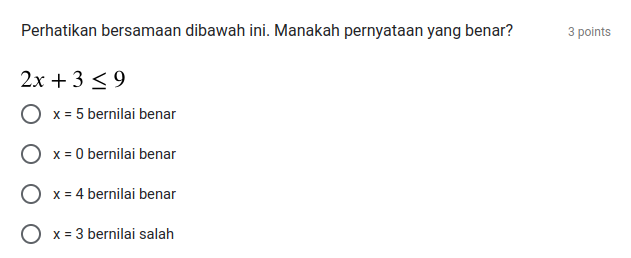 Perhatikan bersamaan dibawah ini. Manakah pernyataan yang benar? 3 points
2x + 3 ≤ 9
x = 5 bernilai benar
x = 0 bernilai benar
x = 4 bernilai benar
x = 3 bernilai salah